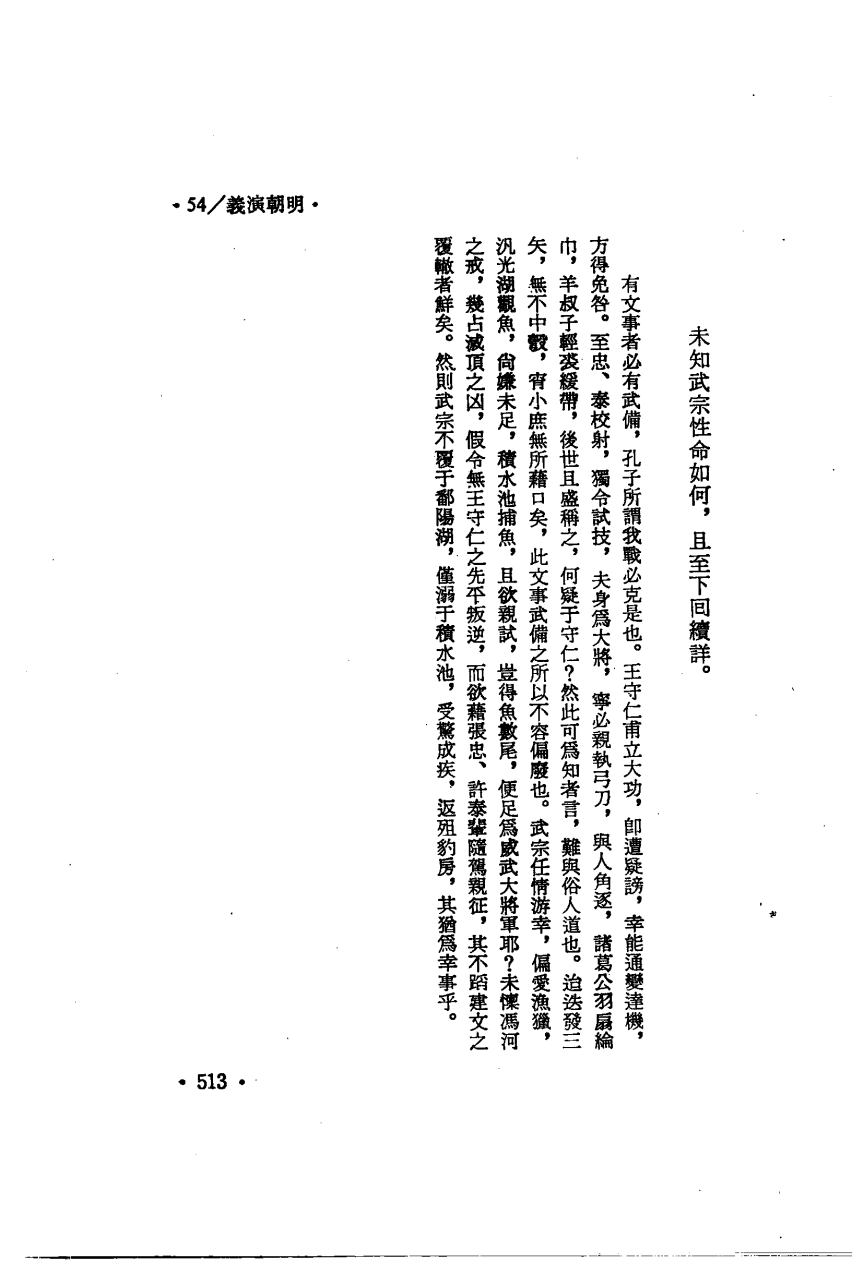 未知武宗性命如何，且至下回續詳。
有文事者必有武備，孔子所謂我戰必克是也。王守仁甫立大功，卽遭疑謗，幸能通變達機，
方得免咎。至忠、泰校射，獨令試技，夫身爲大將，寧必親執弓刀，與人角逐，諸葛公羽扇綸
巾，羊叔子輕裘緩帶，後世且盛稱之，何疑于守仁？然此可爲知者言，難與俗人道也。迨迭發三
矢，無不中彀，宵小庶無所藉口矣，此文事武備之所以不容偏廢也。武宗任情游幸，偏愛漁獵，
汎光湖觀魚，尙嫌未足，積水池捕魚，且欲親試，豈得魚數尾，便足爲威武大將軍耶？未懍馮河
之戒，幾占滅頂之凶，假令無王守仁之先平叛逆，而欲藉張忠、許泰輩隨駕親征，其不蹈建文之
覆轍者鮮矣。然則武宗不覆于鄱陽湖，僅溺于積水池，受驚成疾，返殂豹房，其猶爲幸事乎。
·54／義演朝明·
·513·